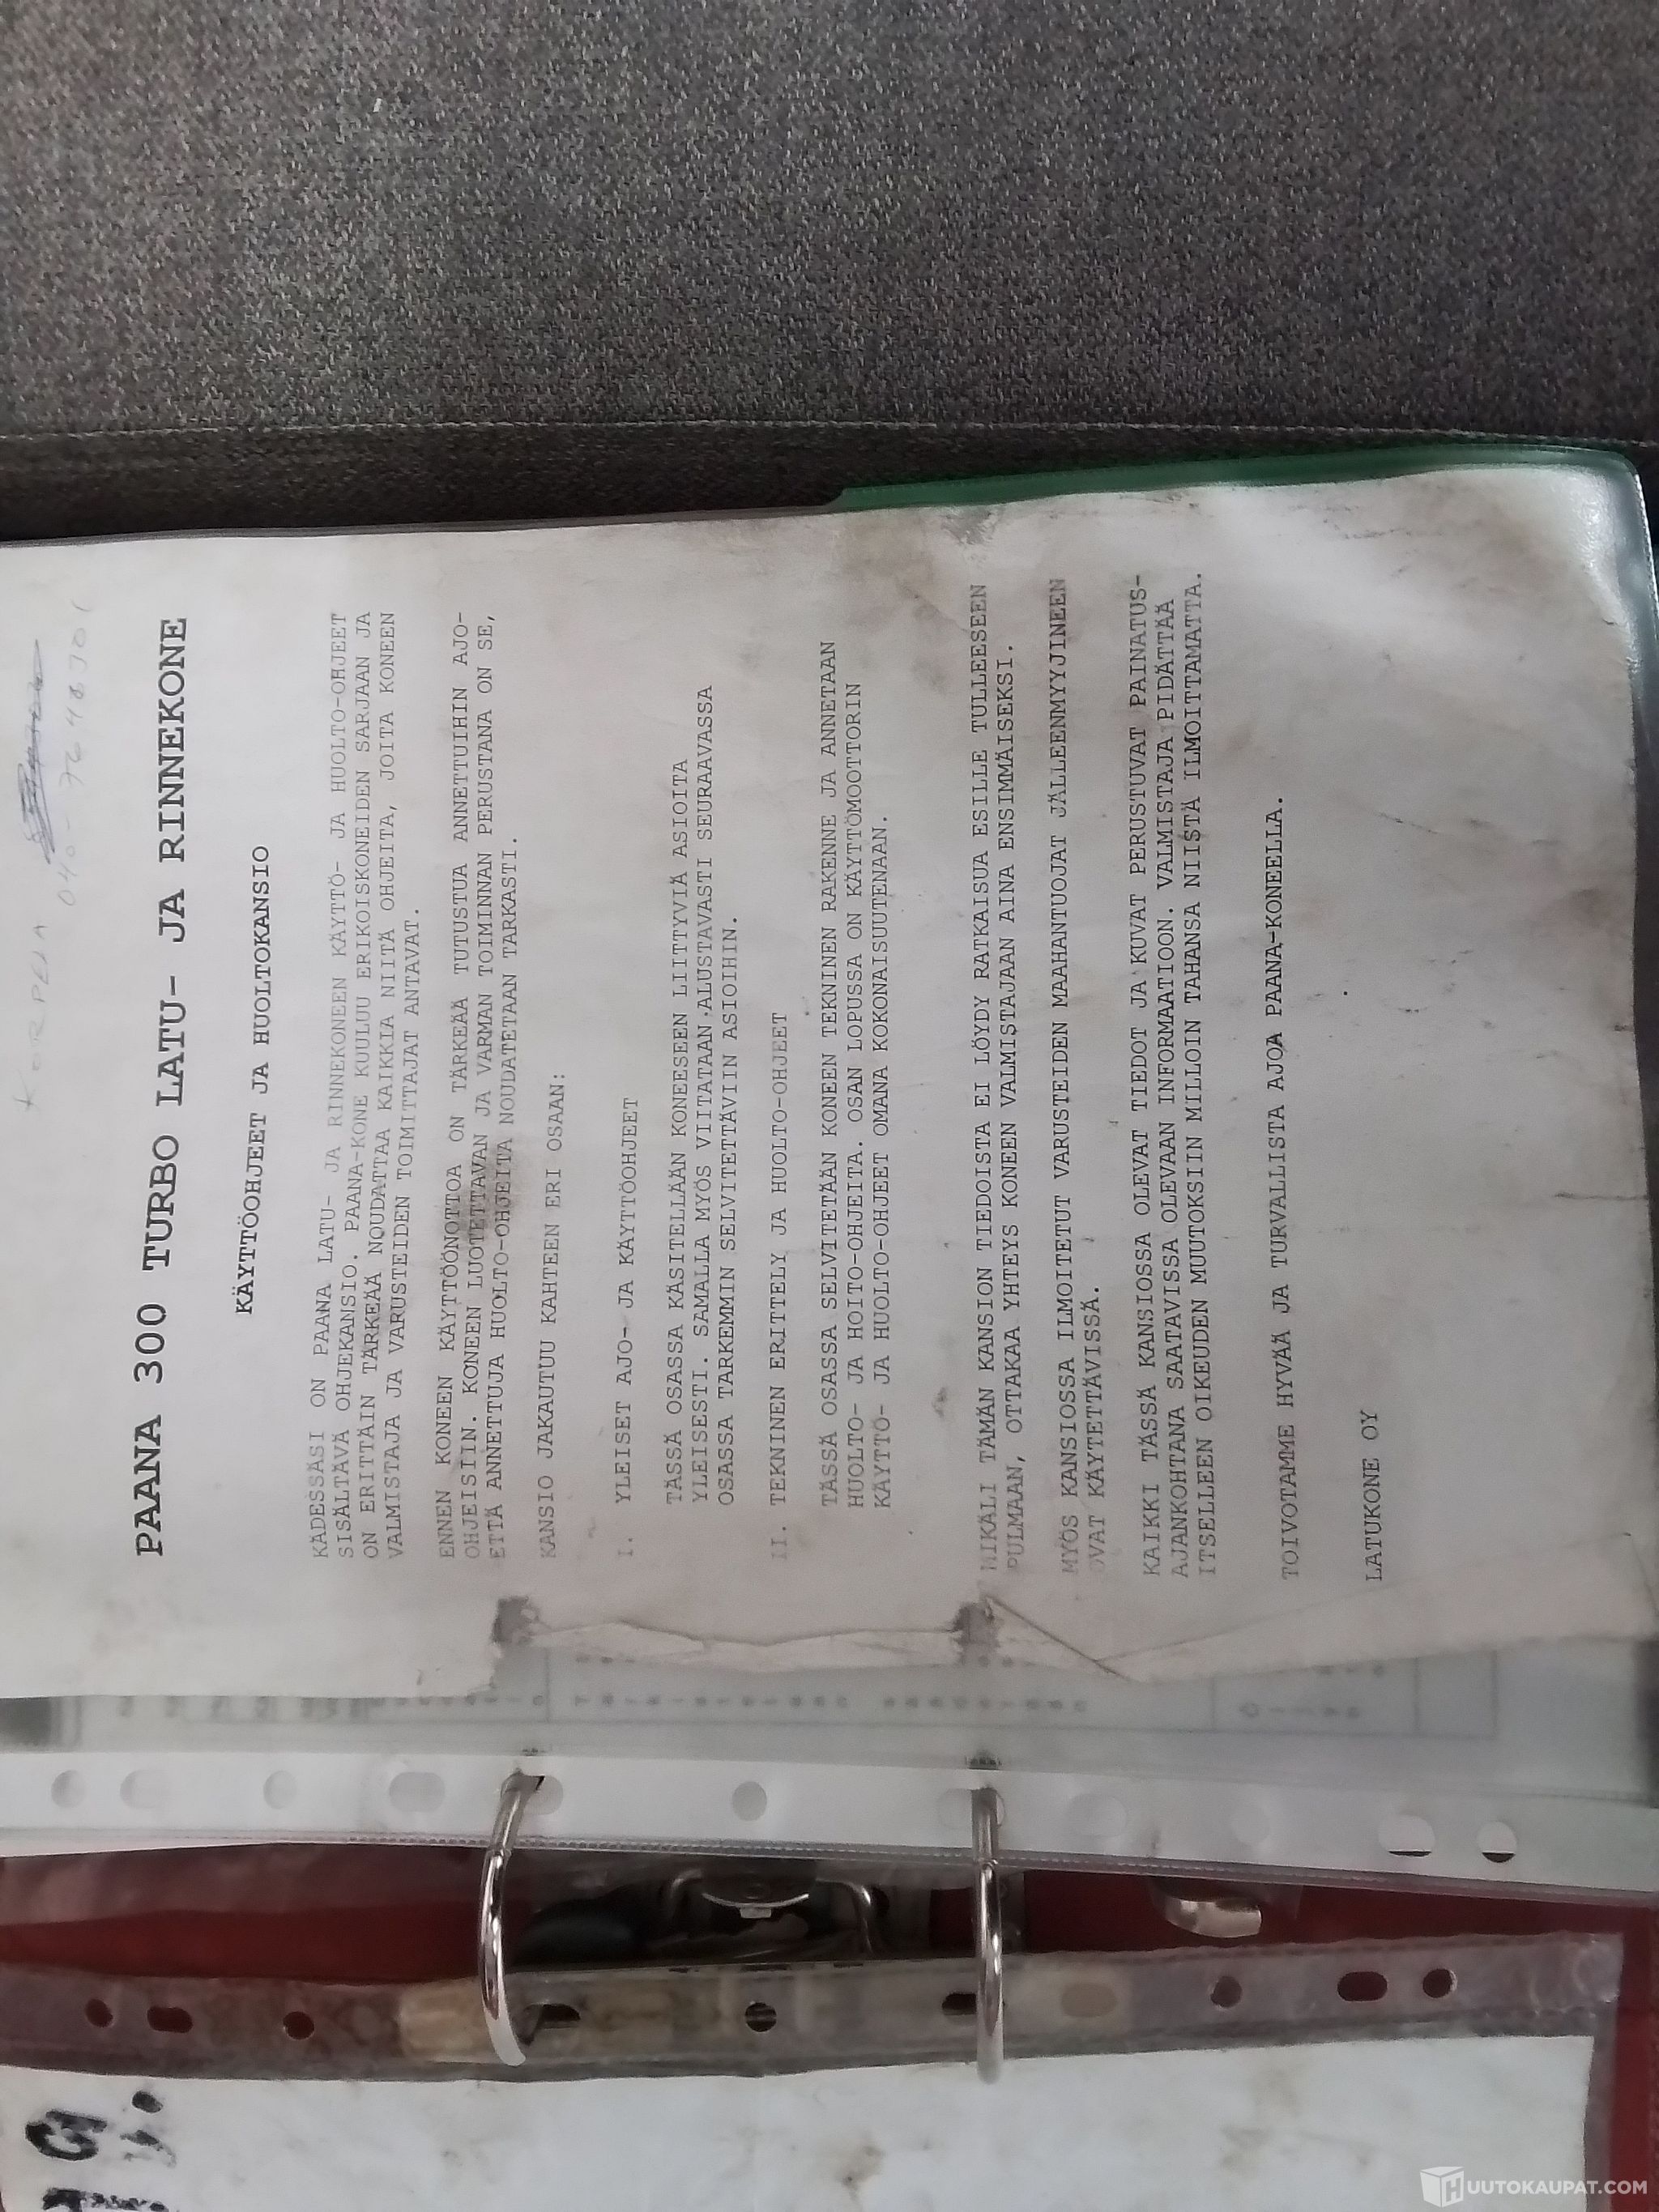 KORPELA
PAANA 300 TURBO LATU- JA RINNEKONE
KÄYTTÖOHJEET JA HUOLTOKANSIO
KÄDESSÄSI ON PAANA LATU- JA RINNEKONEEN KÄYTTÖ- JA HUOLTO-OHJEET
SISÄLTÄVÄ OHJEKANSIO. PAANA-KONE KUULUU ERIKOISKONEIDEN SARJAAN JA
ON ERITTÄIN TÄRKEÄÄ NOUDATTAA KAIKKIA NIITÄ OHJEITA, JOITA KONEEN
VALMISTAJA JA VARUSTEIDEN TOIMITTAJAT ANTAVAT.
ENNEN KONEEN KÄYTTÖÖNOTTOA ON TÄRKEÄÄ TUTUSTUA ANNETTUIHIN AJO-
OHJEISIIN. KONEEN LUOTETTAVAN JA VARMAN TOIMINNAN PERUSTANA ON SE,
ETTÄ ANNETTUJA HUOLTO-OHJEITA NOUDATETAAN TARKASTI.
KANSIO JAKAUTUU KAHTEEN ERI OSAAN:
I. YLEISET AJO- JA KÄYTTÖOHJEET
TÄSSÄ OSASSA KÄSITELLÄÄN KONEESEEN LIITTYVIÄ ASIOITA
YLEISESTI. SAMALLA MYÖS VIITATAAN ALUSTAVASTI SEURAAVASSA
OSASSA TARKEMMIN SELVITETTÄVIIN ASIOIHIN.
II. TEKNINEN ERITTELY JA HUOLTO-OHJEET
TÄSSÄ OSASSA SELVITETÄÄN KONEEN TEKNINEN RAKENNE JA ANNETAAN
HUOLTO- JA HOITO-OHJEITA. OSAN LOPUSSA ON KÄYTTÖMOOTTORIN
KÄYTTÖ- JA HUOLTO-OHJEET OMANA KOKONAISUUTENAAN.
MIKÄLI TÄMÄN KANSION TIEDOISTA EI LÖYDY RATKAISUA ESILLE TULLEESEEN
PULMAAN, OTTAKAA YHTEYS KONEN VALMISTAJAAN AINA ENSIMMÄISEKSI.
MYÖS KANSIOSSA ILMOITETUT VARUSTEIDEN MAAHANTUOJAT JÄLLEENMYYJINEEN
OVAT KÄYTETTÄVISSÄ.
KAIKKI TÄSSÄ KANSIOSSA OLEVAT TIEDOT JA KUVAT PERUSTUVAT PAINATUS-
AJANKOHTANA SAATAVISSA OLEVAAN INFORMAATIOON. VALMISTAJA PIDÄTTÄÄ
ITSELLEEN OIKEUDEN MUUTOKSIIN MILLOIN TAHANSA NIISTÄ ILMOITTAMATTA.
TOIVOTAMME HYVÄÄ JA TURVALLISTA AJOA PAANA-KONEELLA.
LATUKONE OY
HUUTOKAUPAT.COM